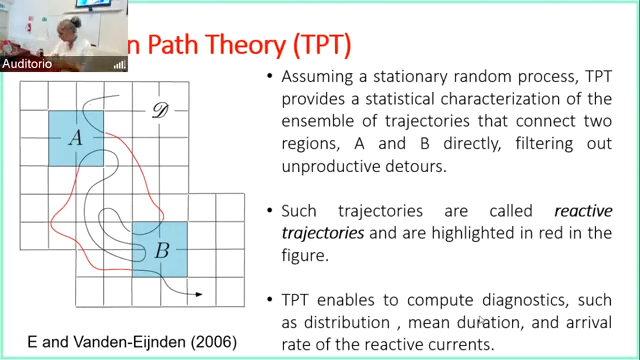 n Path Theory (TPT)
Auditorio
𝒟
A
B
E and Vanden-Eijnden (2006)
• Assuming a stationary random process, TPT
provides a statistical characterization of the
ensemble of trajectories that connect two
regions, A and B directly, filtering out
unproductive detours.
• Such trajectories are called reactive
trajectories and are highlighted in red in the
figure.
• TPT enables to compute diagnostics, such
as distribution , mean duration, and arrival
rate of the reactive currents.